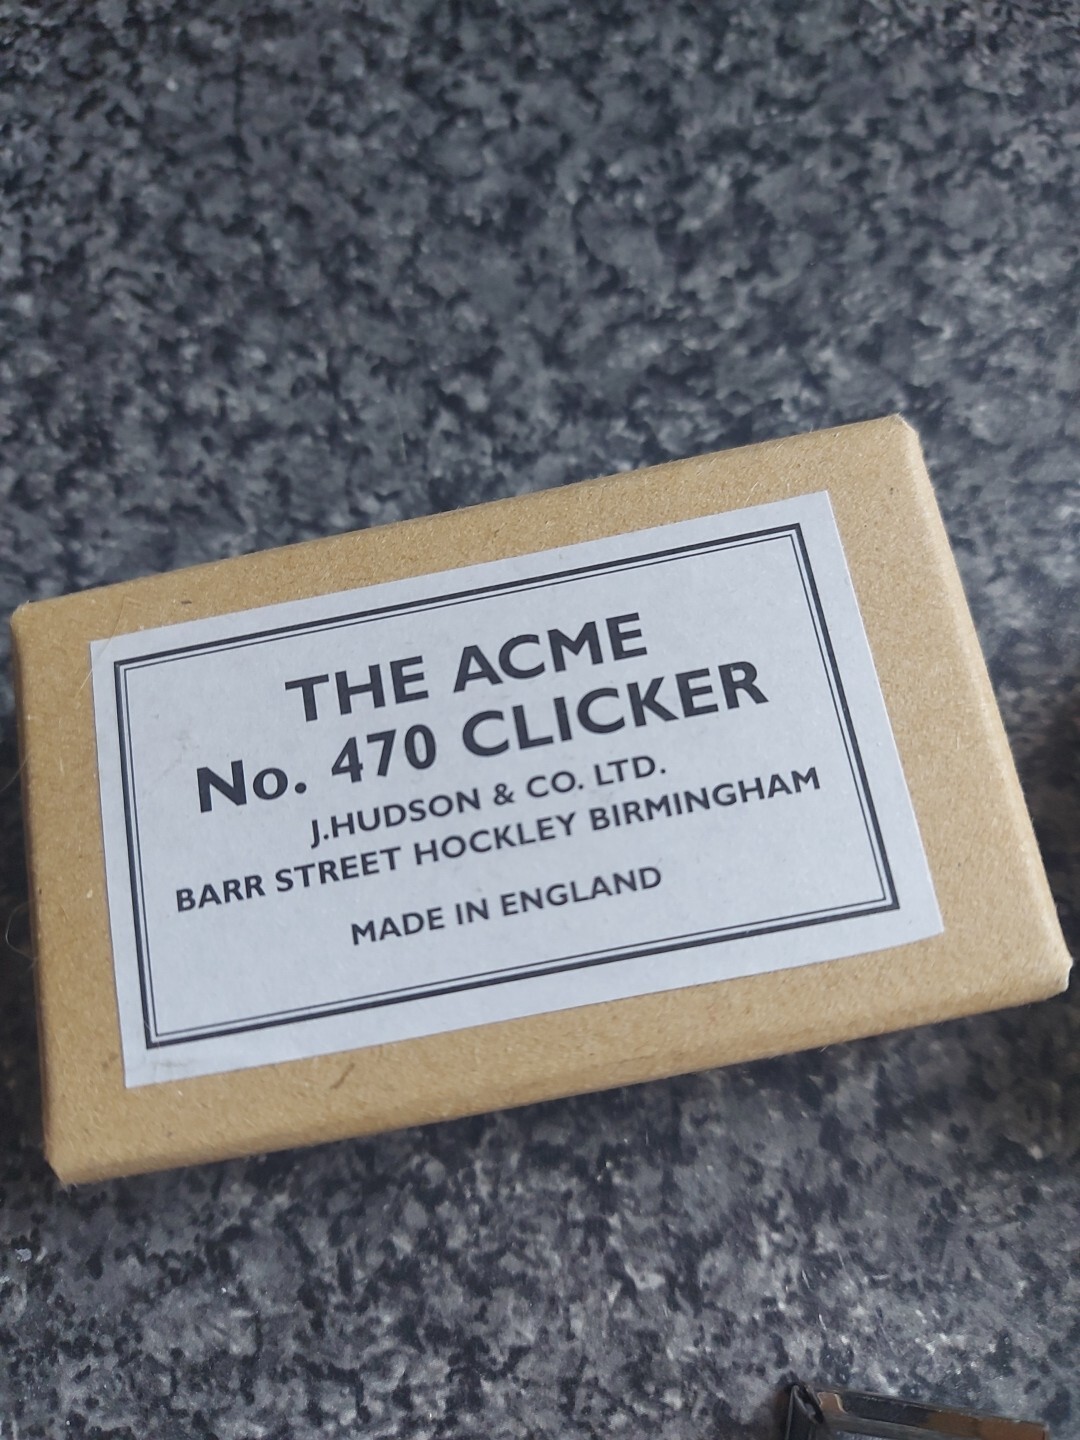 THE ACME
No. 470 CLICKER
J.HUDSON & CO. LTD.
BARR STREET HOCKLEY BIRMINGHAM
MADE IN ENGLAND